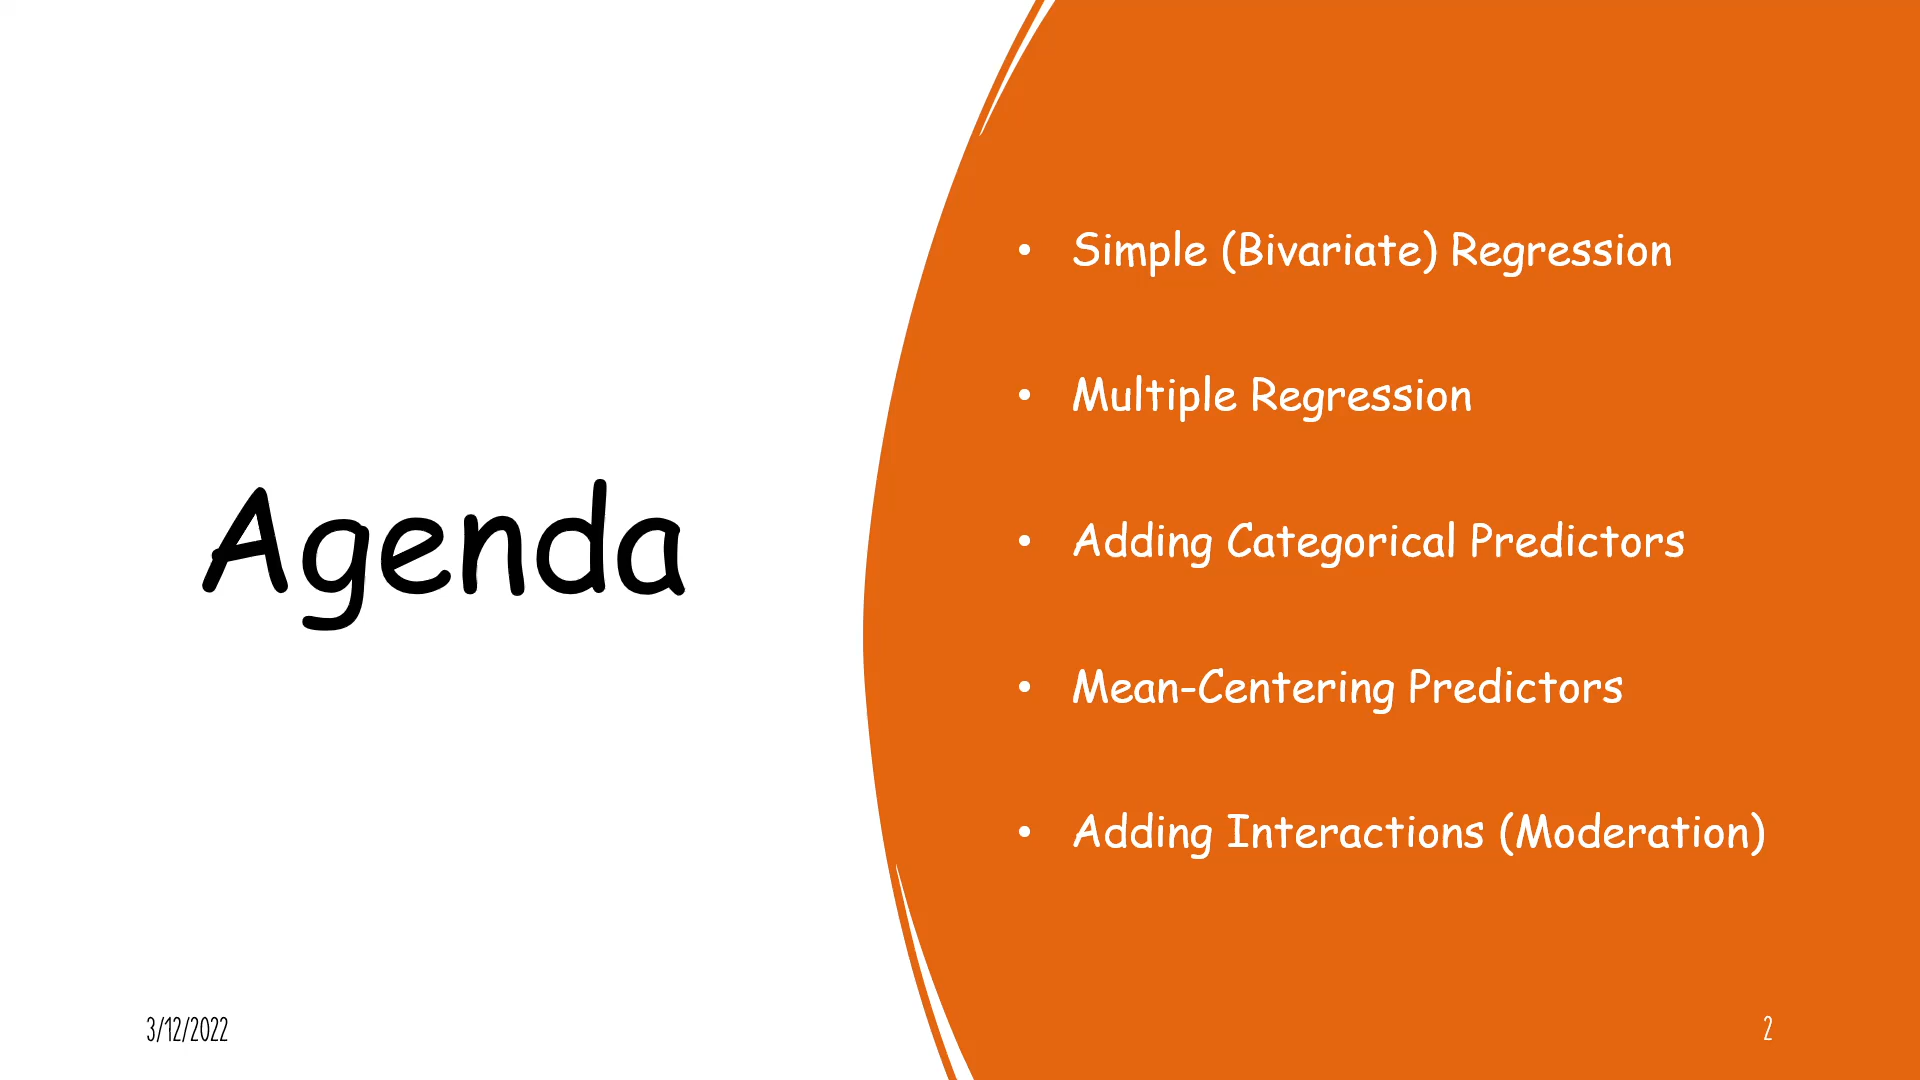 Agenda
• Simple (Bivariate) Regression
• Multiple Regression
• Adding Categorical Predictors
• Mean-Centering Predictors
• Adding Interactions (Moderation)
3/12/2022
2